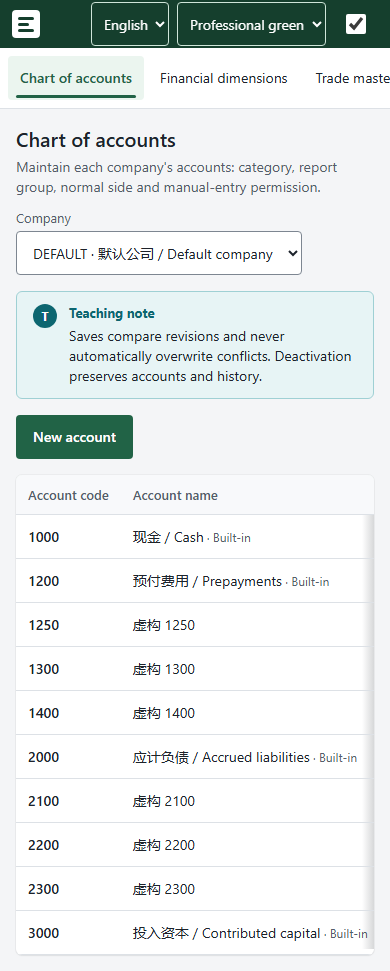 English
Professional green
Chart of accounts
Financial dimensions
Trade maste
Chart of accounts
Maintain each company's accounts: category, report
group, normal side and manual-entry permission.
Company
DEFAULT · 默认公司 / Default company
T
Teaching note
Saves compare revisions and never
automatically overwrite conflicts. Deactivation
preserves accounts and history.
New account
Account code Account name
1000 现金 / Cash · Built-in
1200 预付费用 / Prepayments · Built-in
1250 虚构 1250
1300 虚构 1300
1400 虚构 1400
2000 应计负债 / Accrued liabilities · Built-in
2100 虚构 2100
2200 虚构 2200
2300 虚构 2300
3000 投入资本 / Contributed capital · Built-in